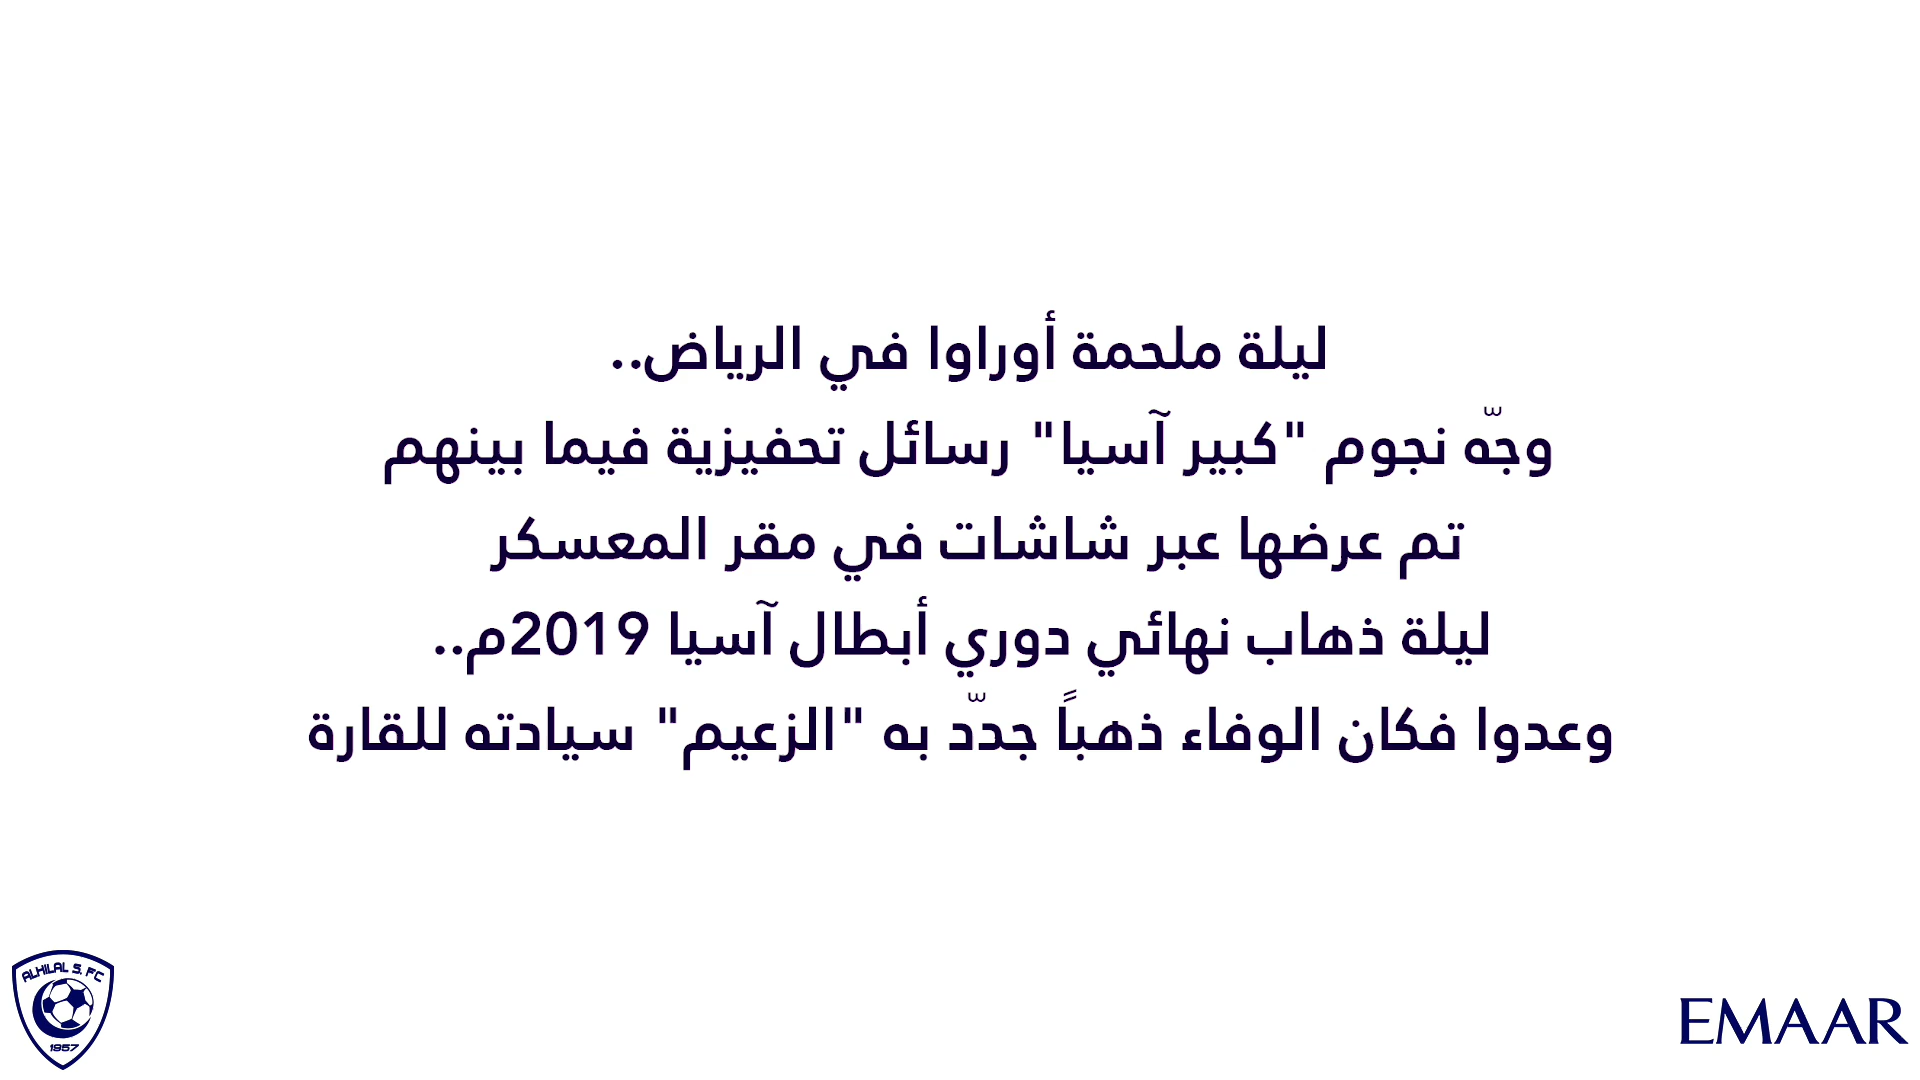 ليلة ملحمة أوراوا في الرياض..
وجّه نجوم "كبير آسيا" رسائل تحفيزية فيما بينهم
تم عرضها عبر شاشات في مقر المعسكر
ليلة ذهاب نهائي دوري أبطال آسيا 2019م..
وعدوا فكان الوفاء ذهباً جدّد به "الزعيم" سيادته للقارة
ALHILAL S. FC
1957
EMAAR